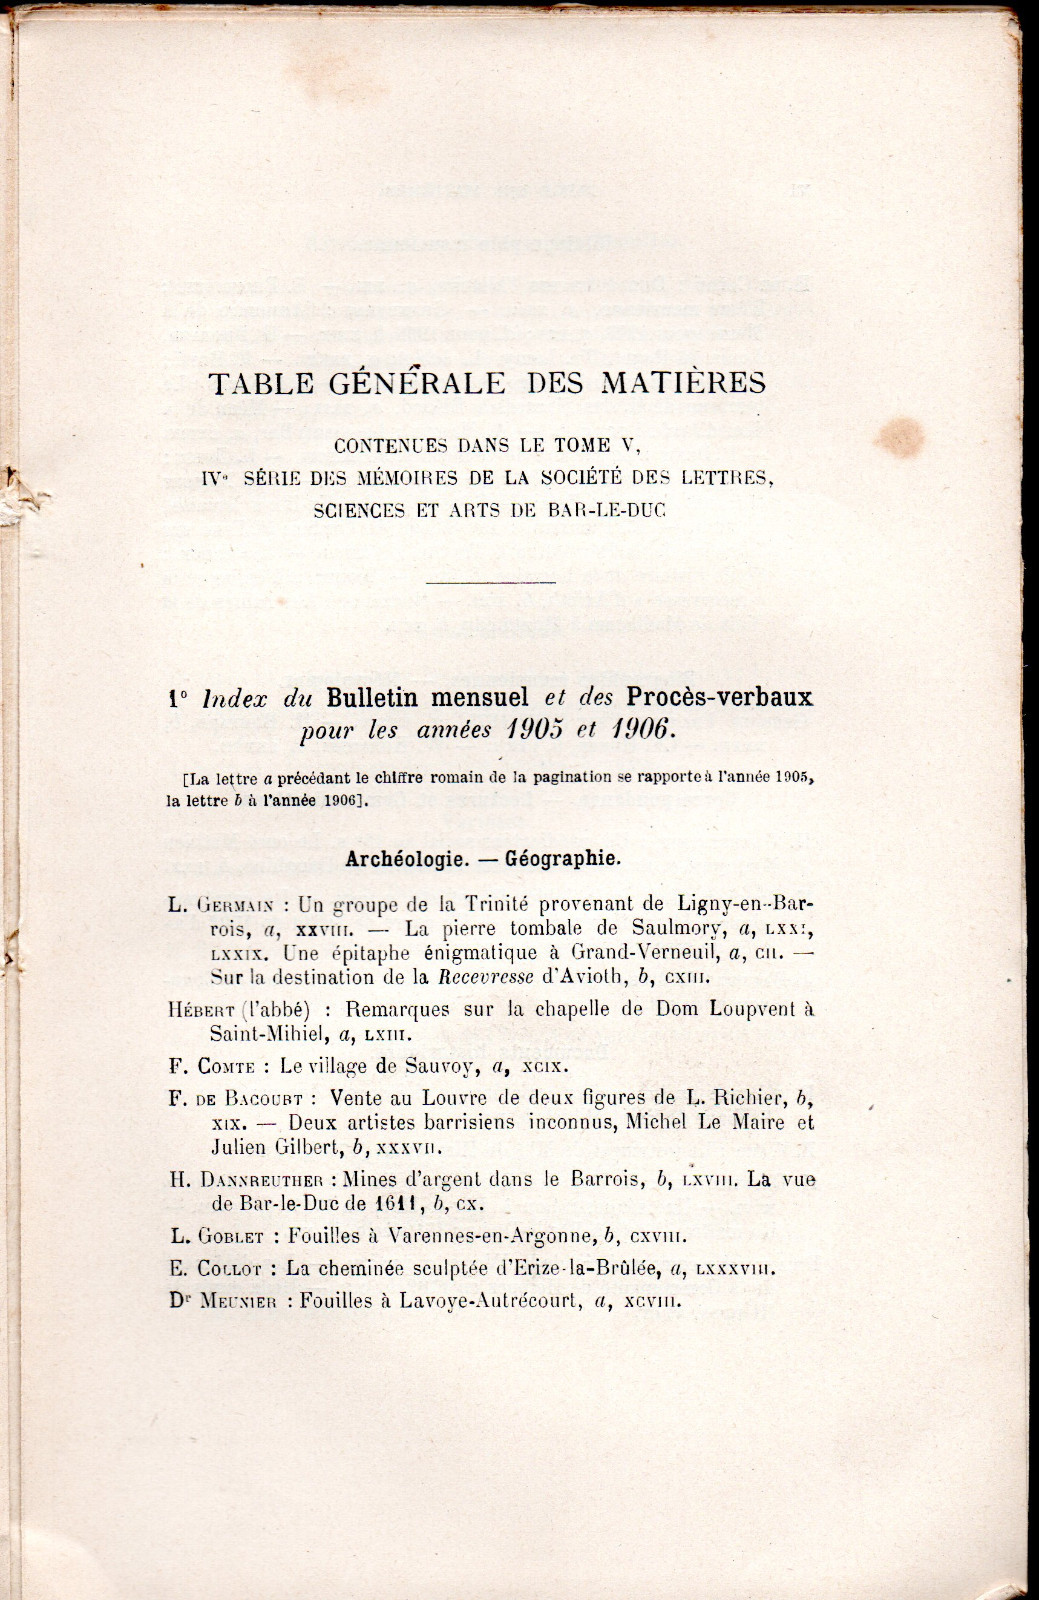 TABLE GÉNÉRALE DES MATIÈRES
CONTENUES DANS LE TOME V,
IVe SÉRIE DES MÉMOIRES DE LA SOCIÉTÉ DES LETTRES,
SCIENCES ET ARTS DE BAR-LE-DUC
1° Index du Bulletin mensuel et des Procès-verbaux
pour les années 1905 et 1906.
[La lettre a précédant le chiffre romain de la pagination se rapporte à l'année 1905,
la lettre b à l'année 1906].
Archéologie. — Géographie.
L. GERMAIN : Un groupe de la Trinité provenant de Ligny-en-Bar-
rois, a, XXVIII. — La pierre tombale de Saulmory, a, LXXI,
LXXIX. Une épitaphe énigmatique à Grand-Verneuil, a, CII. —
Sur la destination de la Recevresse d'Avioth, b, CXIII.
HÉBERT (l'abbé) : Remarques sur la chapelle de Dom Loupvent à
Saint-Mihiel, a, LXIII.
F. COMTE : Le village de Sauvoy, a, XCIX.
F. DE BACOURT : Vente au Louvre de deux figures de L. Richier, b,
XIX. — Deux artistes barrisiens inconnus, Michel Le Maire et
Julien Gilbert, b, XXXVII.
H. DANNREUTHER : Mines d'argent dans le Barrois, b, LXVIII. La vue
de Bar-le-Duc de 1611, b, CX.
L. GOBLET : Fouilles à Varennes-en-Argonne, b, CXVIII.
E. COLLOT : La cheminée sculptée d'Erize-la-Brûlée, a, LXXXVIII.
Dr MEUNIER : Fouilles à Lavoye-Autrécourt, a, XCVIII.